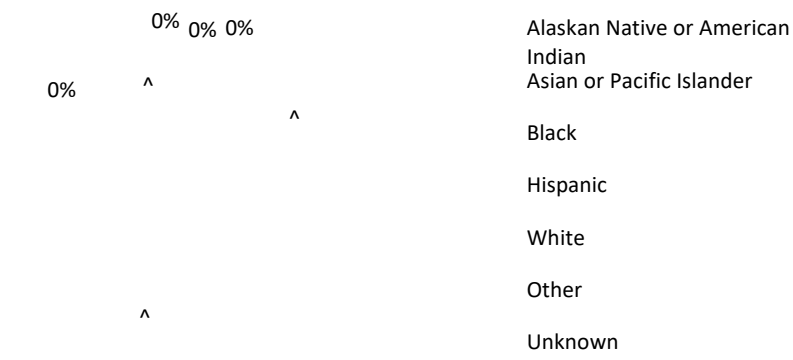 0% 0% 0%
0%
^
^
^
Alaskan Native or American
Indian
Asian or Pacific Islander
Black
Hispanic
White
Other
Unknown